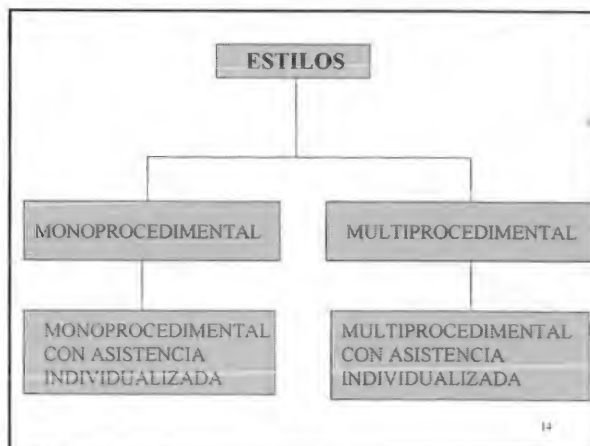 ESTILOS
MONOPROCEDIMENTAL
MULTIPROCEDIMENTAL
MONOPROCEDIMENTAL
CON ASISTENCIA
INDIVIDUALIZADA
MULTIPROCEDIMENTAL
CON ASISTENCIA
INDIVIDUALIZADA
14